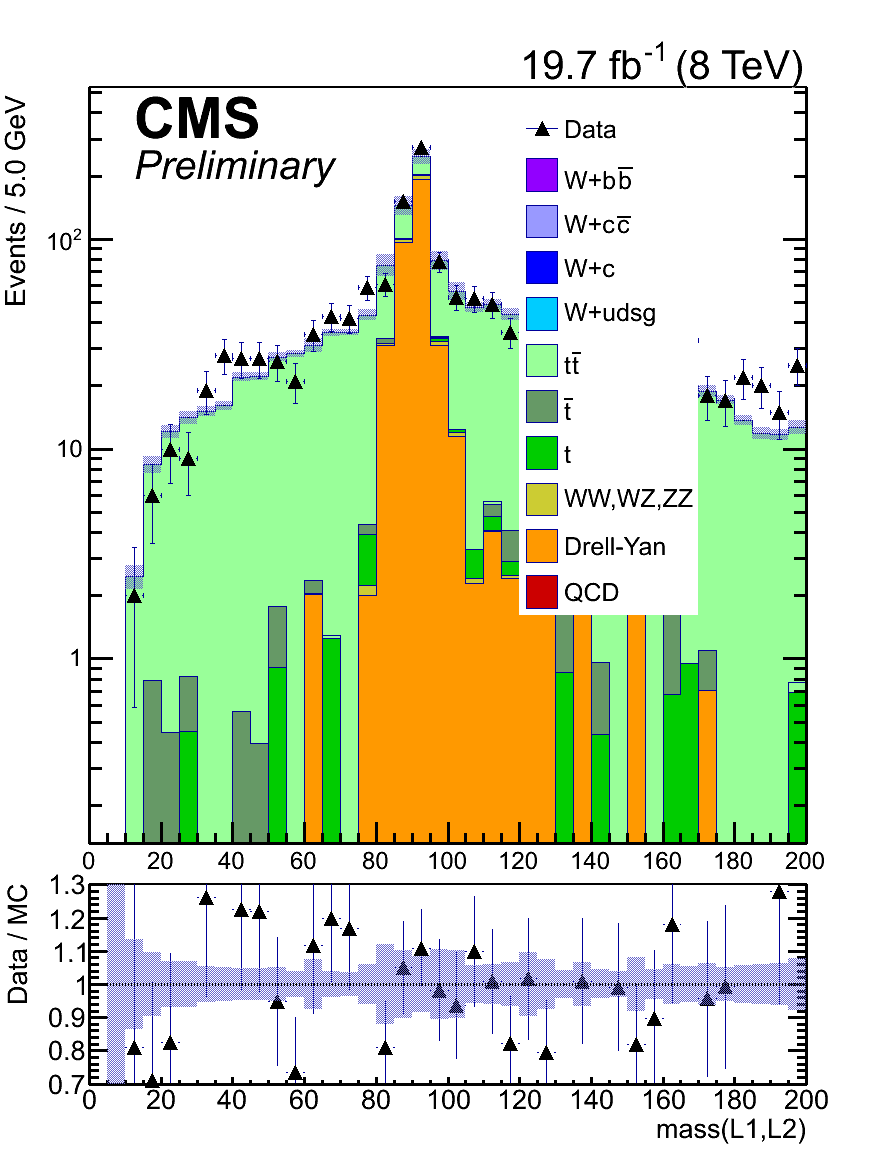 19.7 fb⁻¹ (8 TeV)
CMS
Preliminary
Events / 5.0 GeV
10²
10
1
Data
W+bb̅
W+cc̅
W+c
W+udsg
tt̅
t̅
t
WW,WZ,ZZ
Drell-Yan
QCD
0 20 40 60 80 100 120 140 160 180 200
Data / MC
1.3
1.2
1.1
1
0.9
0.8
0.7
0 20 40 60 80 100 120 140 160 180 200
mass(L1,L2)